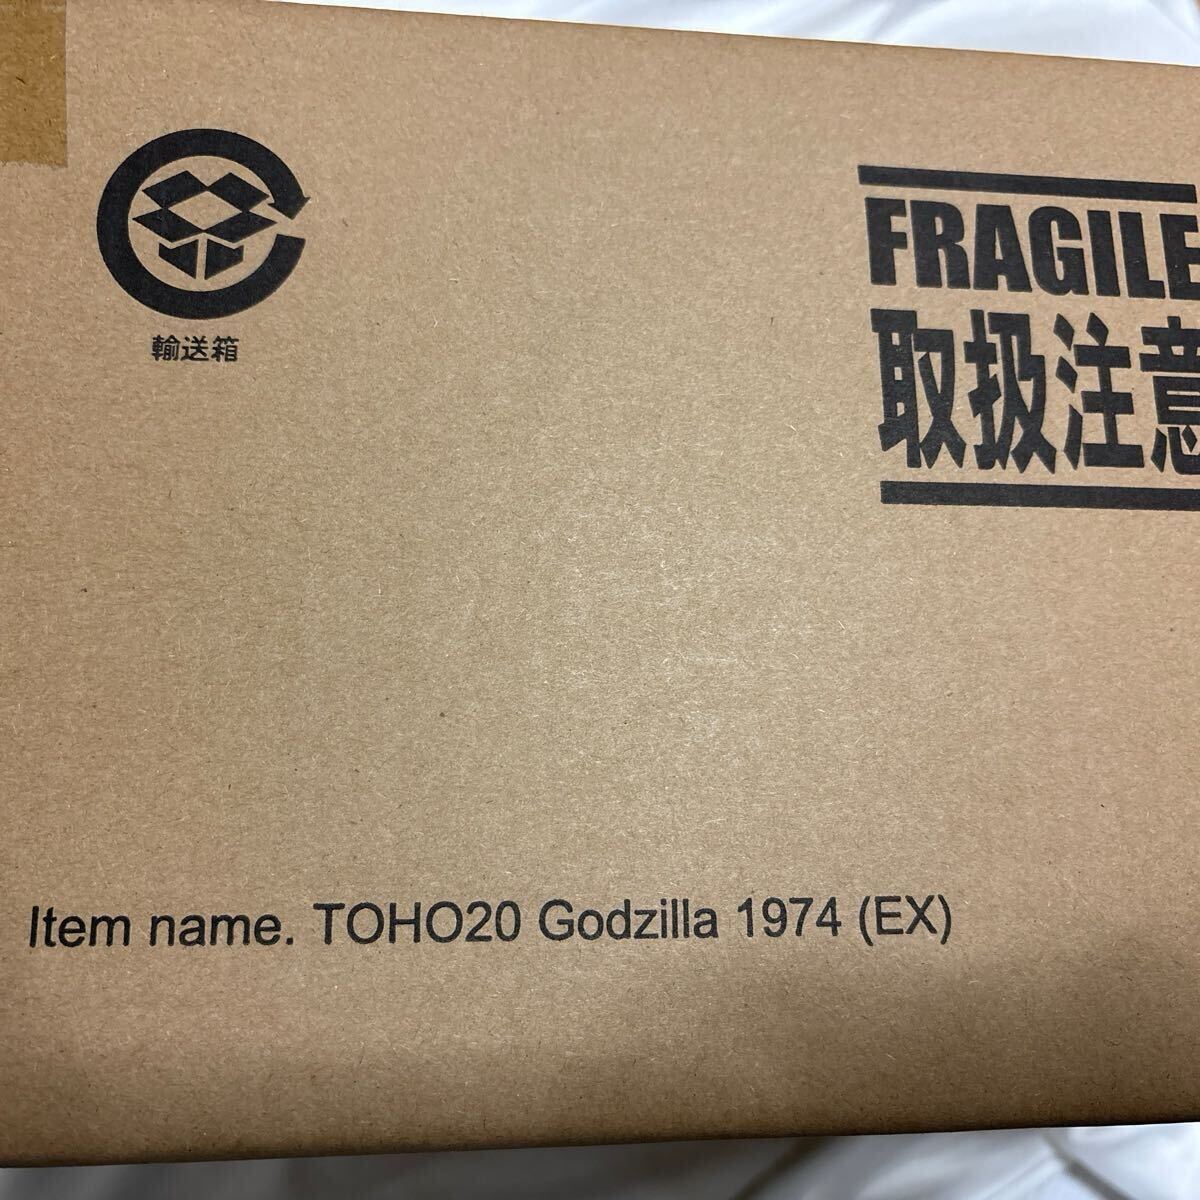 輸送箱
FRAGILE
取扱注意
Item name. TOHO20 Godzilla 1974 (EX)